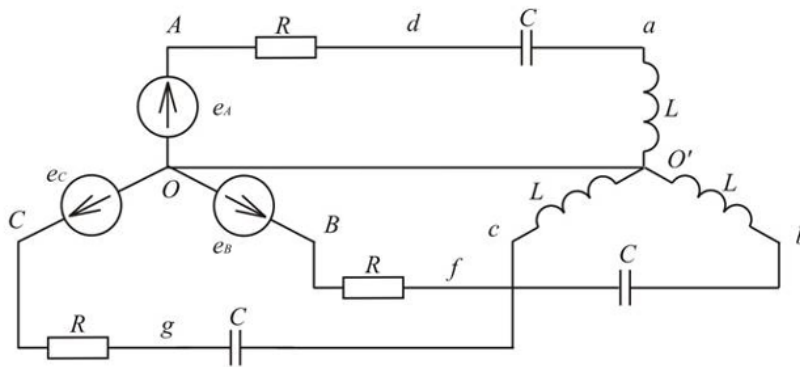 A R d C a
e_A L
e_C O O' L L
C e_B B c
R f C
R g C